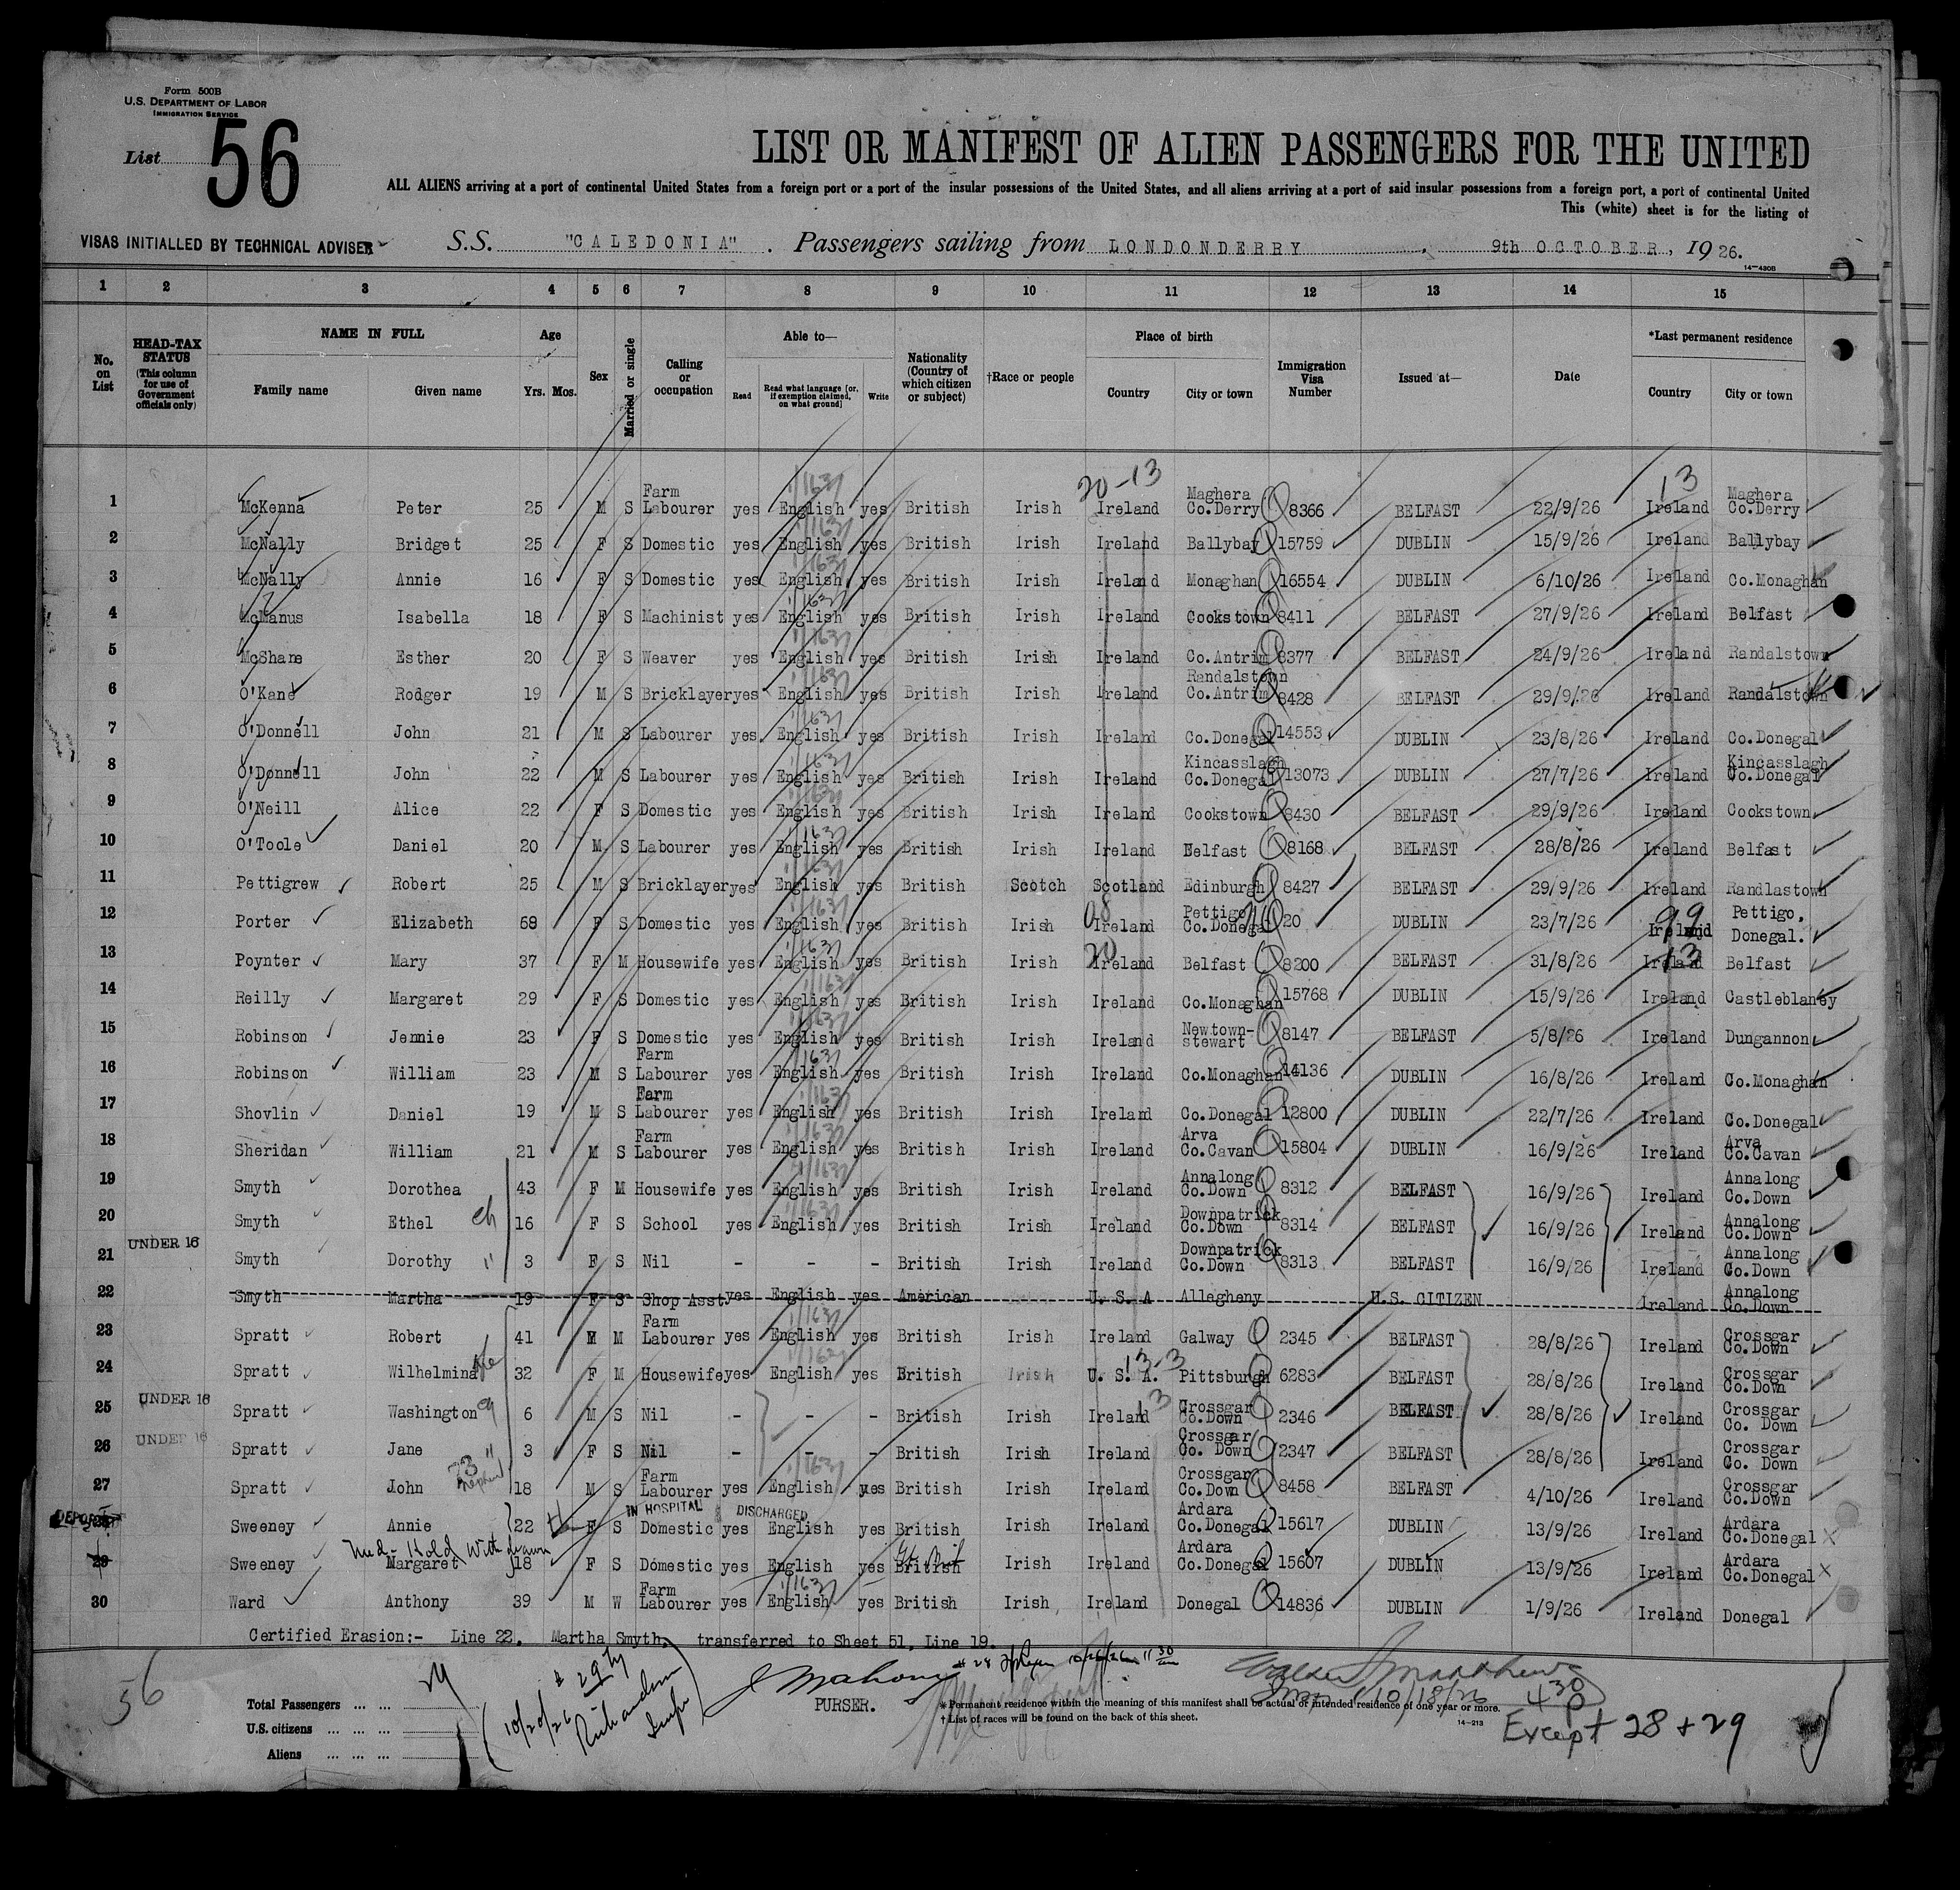 Form 500B
U.S. DEPARTMENT OF LABOR
IMMIGRATION SERVICE
List 56
LIST OR MANIFEST OF ALIEN PASSENGERS FOR THE UNITED
ALL ALIENS arriving at a port of continental United States from a foreign port or a port of the insular possessions of the United States, and all aliens arriving at a port of said insular possessions from a foreign port, a port of continental United
This (white) sheet is for the listing of
VISAS INITIALLED BY TECHNICAL ADVISER
S.S. "CALEDONIA". Passengers sailing from LONDONDERRY, 9th OCTOBER, 1926.
14-430B
1 2 3 4 5 6 7 8 9 10 11 12 13 14 15
No. on List
HEAD-TAX STATUS (This column for use of Government officials only)
NAME IN FULL Family name Given name
Age Yrs. Mos.
Sex
Married or single
Calling or occupation
Able to— Read Read what language [or, if exemption claimed, on what ground] Write
Nationality (Country of which citizen or subject)
†Race or people
Place of birth Country City or town
Immigration Visa Number
Issued at—
Date
*Last permanent residence Country City or town
20-13 13
1 McKenna Peter 25 M S Farm Labourer yes English yes British Irish Ireland Maghera Co.Derry 8366 BELFAST 22/9/26 Ireland Maghera Co.Derry
2 McNally Bridget 25 F S Domestic yes English yes British Irish Ireland Ballybay 15759 DUBLIN 15/9/26 Ireland Ballybay
3 McNally Annie 16 F S Domestic yes English yes British Irish Ireland Monaghan 16554 DUBLIN 6/10/26 Ireland Co.Monaghan
4 McManus Isabella 18 F S Machinist yes English yes British Irish Ireland Cookstown 8411 BELFAST 27/9/26 Ireland Belfast
5 McShane Esther 20 F S Weaver yes English yes British Irish Ireland Co.Antrim 8377 BELFAST 24/9/26 Ireland Randalstown
6 O'Kane Rodger 19 M S Bricklayer yes English yes British Irish Ireland Randalstown Co.Antrim 8428 BELFAST 29/9/26 Ireland Randalstown
7 O'Donnell John 21 M S Labourer yes English yes British Irish Ireland Co.Donegal 14553 DUBLIN 23/8/26 Ireland Co.Donegal
8 O'Donnell John 22 M S Labourer yes English yes British Irish Ireland Kincasslagh Co.Donegal 13073 DUBLIN 27/7/26 Ireland Kincasslagh Co.Donegal
9 O'Neill Alice 22 F S Domestic yes English yes British Irish Ireland Cookstown 8430 BELFAST 29/9/26 Ireland Cookstown
10 O'Toole Daniel 20 M S Labourer yes English yes British Irish Ireland Belfast 8168 BELFAST 28/8/26 Ireland Belfast
11 Pettigrew Robert 25 M S Bricklayer yes English yes British Scotch Scotland Edinburgh 8427 BELFAST 29/9/26 Ireland Randlastown
12 Porter Elizabeth 68 F S Domestic yes English yes British Irish Ireland Pettigo Co.Donegal 20 DUBLIN 23/7/26 99 Ireland Pettigo, Donegal.
13 Poynter Mary 37 F M Housewife yes English yes British Irish 20 Ireland Belfast 8200 BELFAST 31/8/26 13 Ireland Belfast
14 Reilly Margaret 29 F S Domestic yes English yes British Irish Ireland Co.Monaghan 15768 DUBLIN 15/9/26 Ireland Castleblaney
15 Robinson Jennie 23 F S Domestic yes English yes British Irish Ireland Newtown-stewart 8147 BELFAST 5/8/26 Ireland Dungannon
16 Robinson William 23 M S Farm Labourer yes English yes British Irish Ireland Co.Monaghan 14136 DUBLIN 16/8/26 Ireland Co.Monaghan
17 Shovlin Daniel 19 M S Farm Labourer yes English yes British Irish Ireland Co.Donegal 12800 DUBLIN 22/7/26 Ireland Co.Donegal
18 Sheridan William 21 M S Farm Labourer yes English yes British Irish Ireland Arva Co.Cavan 15804 DUBLIN 16/9/26 Ireland Arva Co.Cavan
19 Smyth Dorothea 43 F M Housewife yes English yes British Irish Ireland Annalong Co.Down 8312 BELFAST 16/9/26 Ireland Annalong Co.Down
20 Smyth Ethel ch 16 F S School yes English yes British Irish Ireland Downpatrick Co.Down 8314 BELFAST 16/9/26 Ireland Annalong Co.Down
21 UNDER 16 Smyth Dorothy " 3 F S Nil - - - British Irish Ireland Downpatrick Co.Down 8313 BELFAST 16/9/26 Ireland Annalong Co.Down
22 Smyth Martha 19 F S Shop Asst yes English yes American U.S.A Allegheny U.S. CITIZEN Ireland Annalong Co.Down
23 Spratt Robert 41 M M Farm Labourer yes English yes British Irish Ireland Galway 2345 BELFAST 28/8/26 Ireland Crossgar Co.Down
24 Spratt Wilhelmina 32 F M Housewife yes English yes British Irish 13-3 U.S.A. Pittsburgh 6283 BELFAST 28/8/26 Ireland Crossgar Co.Down
25 UNDER 16 Spratt Washington ch 6 M S Nil - - - British Irish Ireland 13 Crossgar Co.Down 2346 BELFAST 28/8/26 Ireland Crossgar Co. Down
26 UNDER 16 Spratt Jane " 3 F S Nil - - - British Irish Ireland Crossgar Co. Down 2347 BELFAST 28/8/26 Ireland Crossgar Co. Down
27 Spratt John nephew 18 M S Farm Labourer yes English yes British Irish Ireland Crossgar Co.Down 8458 BELFAST 4/10/26 Ireland Crossgar Co.Down
IN HOSPITAL DISCHARGED
28 Sweeney Annie 22 F S Domestic yes English yes British Irish Ireland Ardara Co.Donegal 15617 DUBLIN 13/9/26 Ireland Ardara Co.Donegal X
Med-Hold Withdrawn
29 Sweeney Margaret 18 F S Domestic yes English yes British Gt. Brit Irish Ireland Ardara Co.Donegal 15607 DUBLIN 13/9/26 Ireland Ardara Co.Donegal X
30 Ward Anthony 39 M W Farm Labourer yes English yes British Irish Ireland Donegal 14836 DUBLIN 1/9/26 Ireland Donegal
Certified Erasion:- Line 22, Martha Smyth, transferred to Sheet 51, Line 19.
56
Total Passengers
U.S. citizens
Aliens
# 29 by
10/20/26 Richardson Inspr
J Mahony
PURSER.
* Permanent residence within the meaning of this manifest shall be actual or intended residence of one year or more.
† List of races will be found on the back of this sheet.
14-213
10/18/26 430
Except 28 + 29